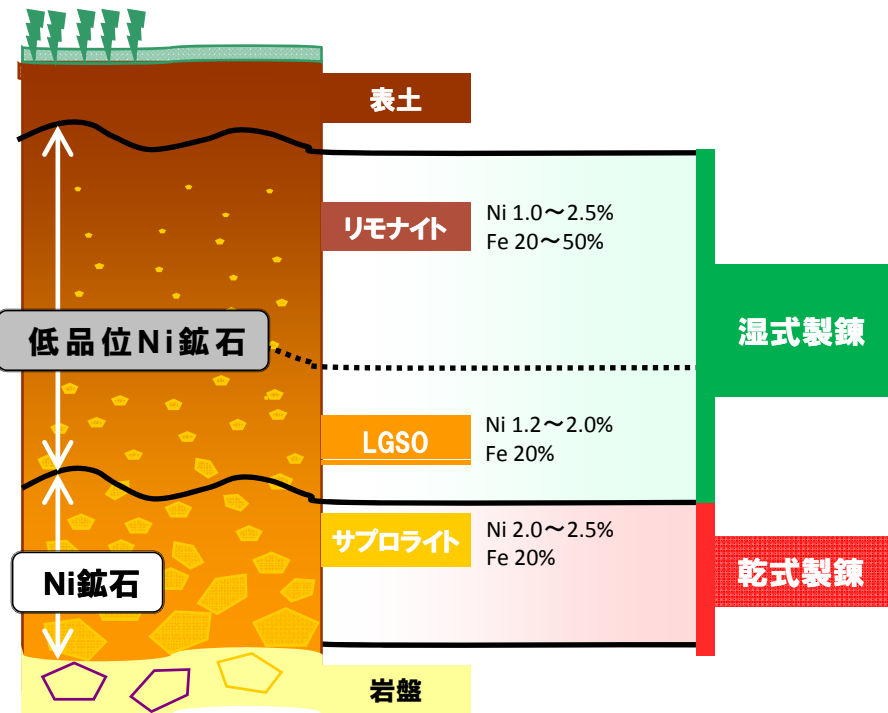 表土
リモナイト
Ni 1.0～2.5%
Fe 20～50%
低品位Ni鉱石
湿式製錬
LGSO
Ni 1.2～2.0%
Fe 20%
サプロライト
Ni 2.0～2.5%
Fe 20%
Ni鉱石
乾式製錬
岩盤